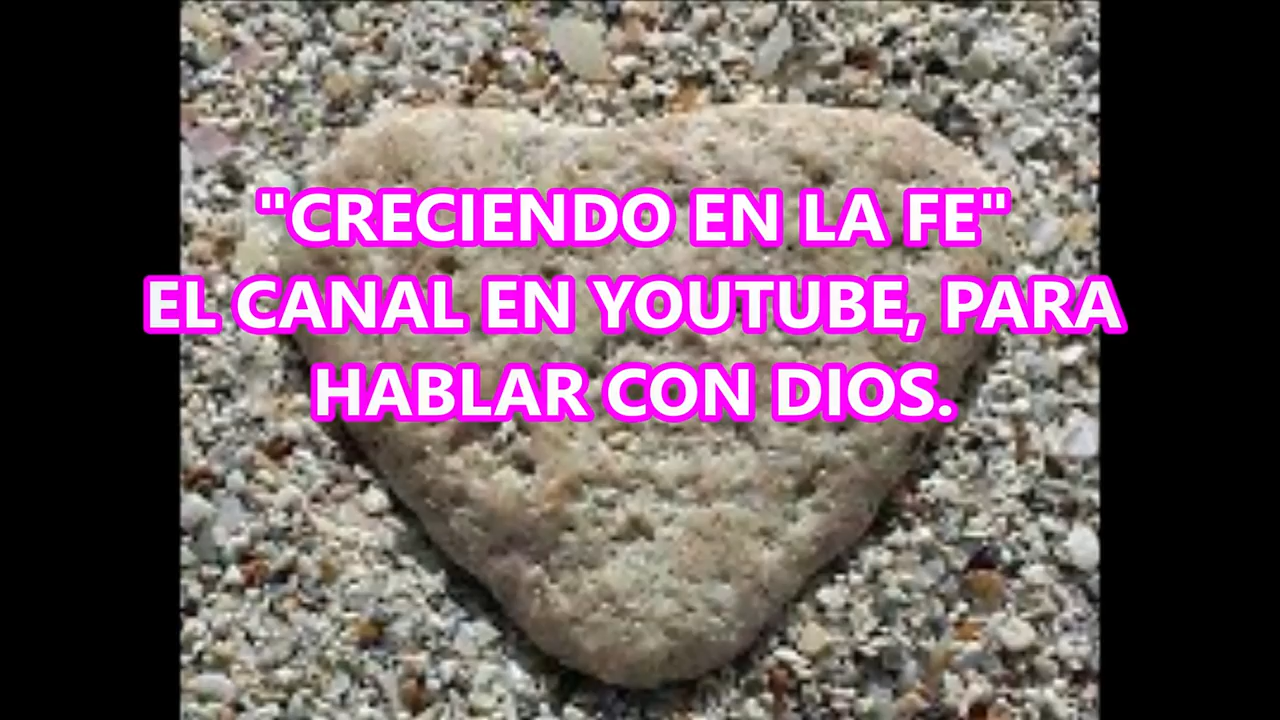 "CRECIENDO EN LA FE"
EL CANAL EN YOUTUBE, PARA
HABLAR CON DIOS.